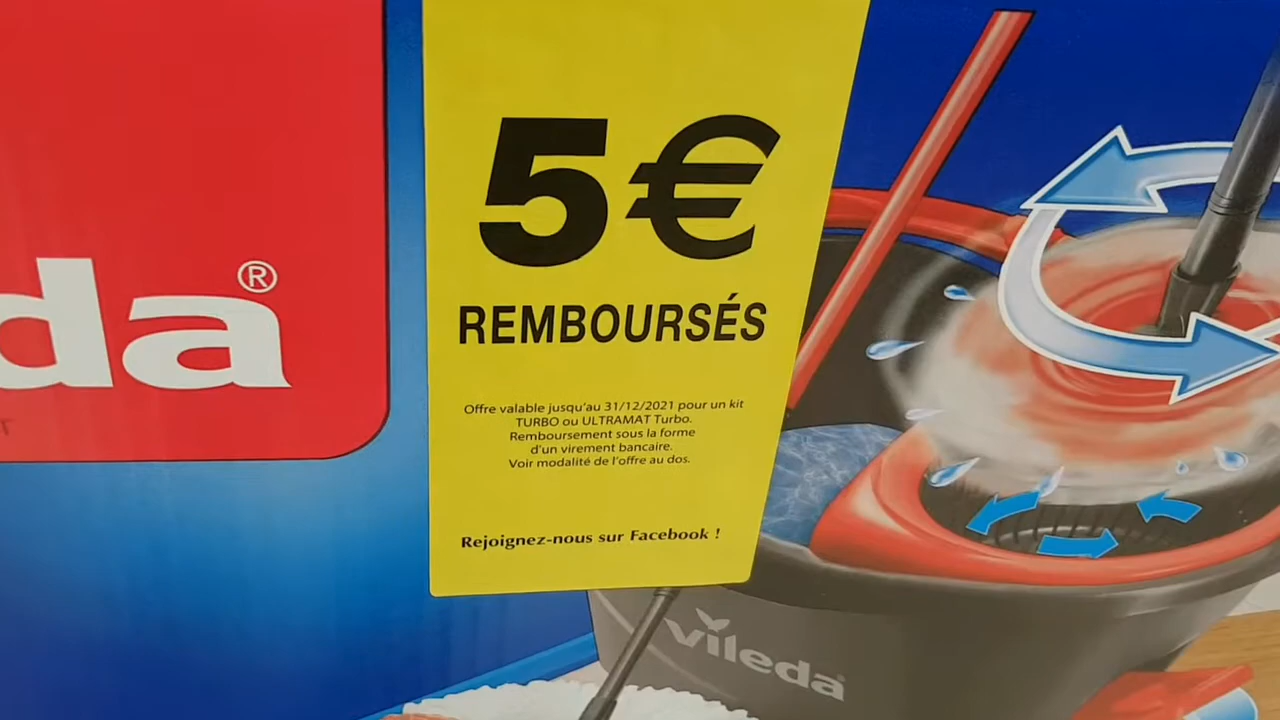 da®
5€
REMBOURSÉS
Offre valable jusqu'au 31/12/2021 pour un kit
TURBO ou ULTRAMAT Turbo.
Remboursement sous la forme
d'un virement bancaire.
Voir modalité de l'offre au dos.
Rejoignez-nous sur Facebook !
vileda